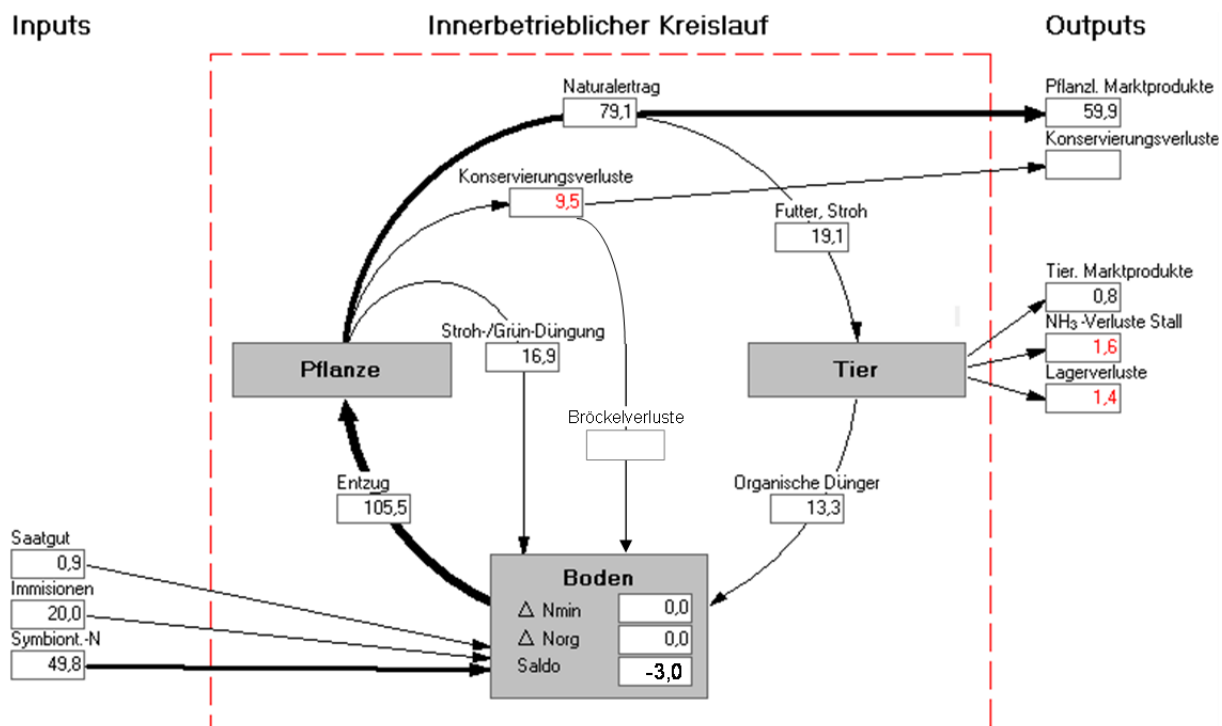 Inputs
Innerbetrieblicher Kreislauf
Outputs
Naturalertrag
79,1
Pflanzl. Marktprodukte
59,9
Konservierungsverluste
Konservierungsverluste
9,5
Futter, Stroh
19,1
Tier. Marktprodukte
0,8
NH₃-Verluste Stall
1,6
Lagerverluste
1,4
Stroh-/Grün-Düngung
16,9
Pflanze
Tier
Bröckelverluste
Entzug
105,5
Organische Dünger
13,3
Saatgut
0,9
Immisionen
20,0
Symbiont.-N
49,8
Boden
△ Nmin 0,0
△ Norg 0,0
Saldo -3,0